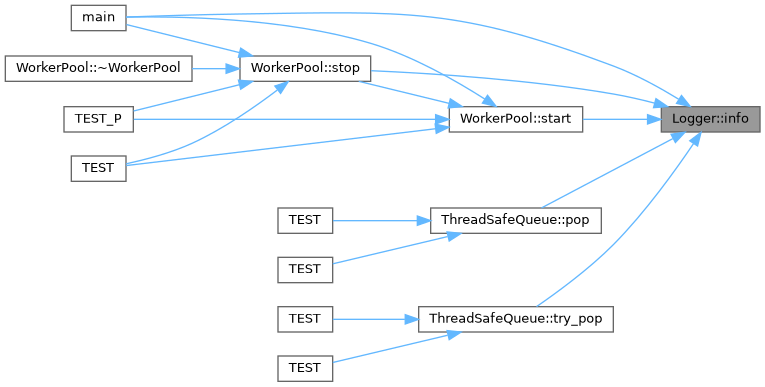 main
WorkerPool::~WorkerPool
WorkerPool::stop
TEST_P
WorkerPool::start
Logger::info
TEST
TEST
ThreadSafeQueue::pop
TEST
TEST
ThreadSafeQueue::try_pop
TEST